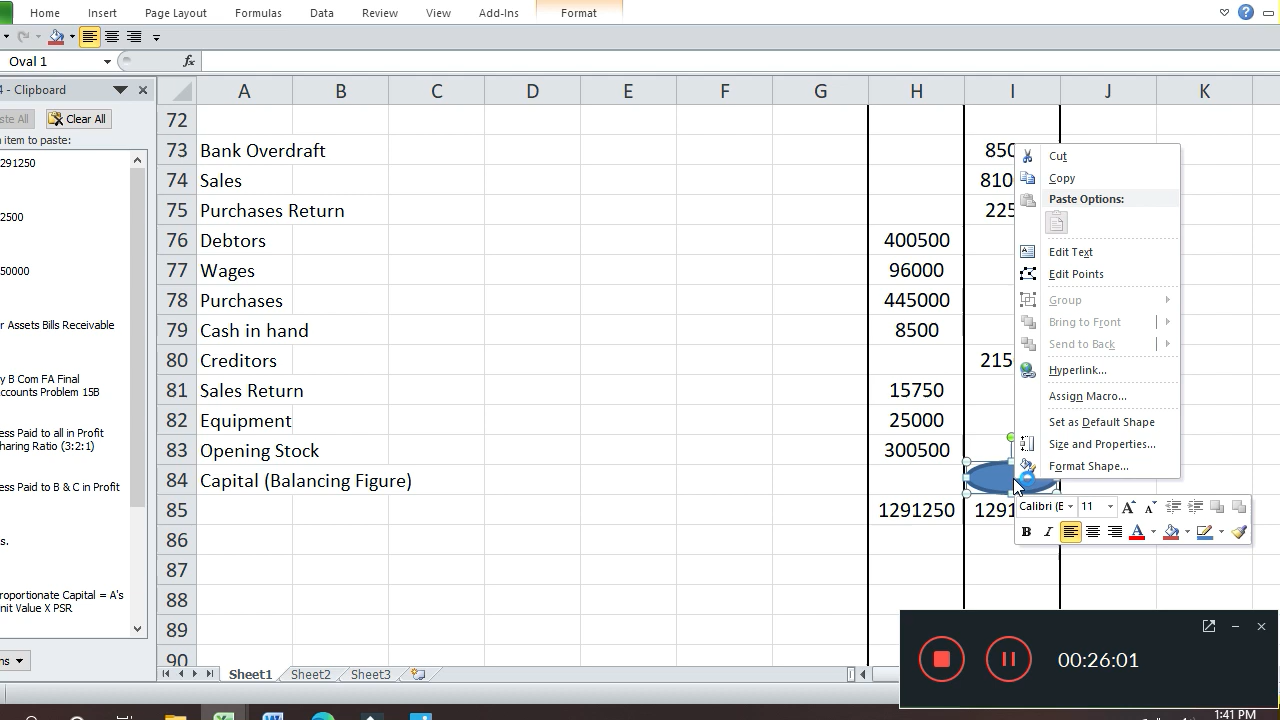 Home Insert Page Layout Formulas Data Review View Add-Ins Format
Oval 1 fx
4 - Clipboard
ste All Clear All
n item to paste:
291250
2500
50000
r Assets Bills Receivable
y B Com FA Final
ccounts Problem 15B
ess Paid to all in Profit
haring Ratio (3:2:1)
ess Paid to B & C in Profit
s.
roportionate Capital = A's
nit Value X PSR
ns
A B C D E F G H I J K
72
73 Bank Overdraft 850
74 Sales 810
75 Purchases Return 225
76 Debtors 400500
77 Wages 96000
78 Purchases 445000
79 Cash in hand 8500
80 Creditors 215
81 Sales Return 15750
82 Equipment 25000
83 Opening Stock 300500
84 Capital (Balancing Figure)
85 1291250 1291
86
87
88
89
90
Cut
Copy
Paste Options:
Edit Text
Edit Points
Group
Bring to Front
Send to Back
Hyperlink...
Assign Macro...
Set as Default Shape
Size and Properties...
Format Shape...
Calibri (E 11 A A
B I A
00:26:01
Sheet1 Sheet2 Sheet3
1:41 PM